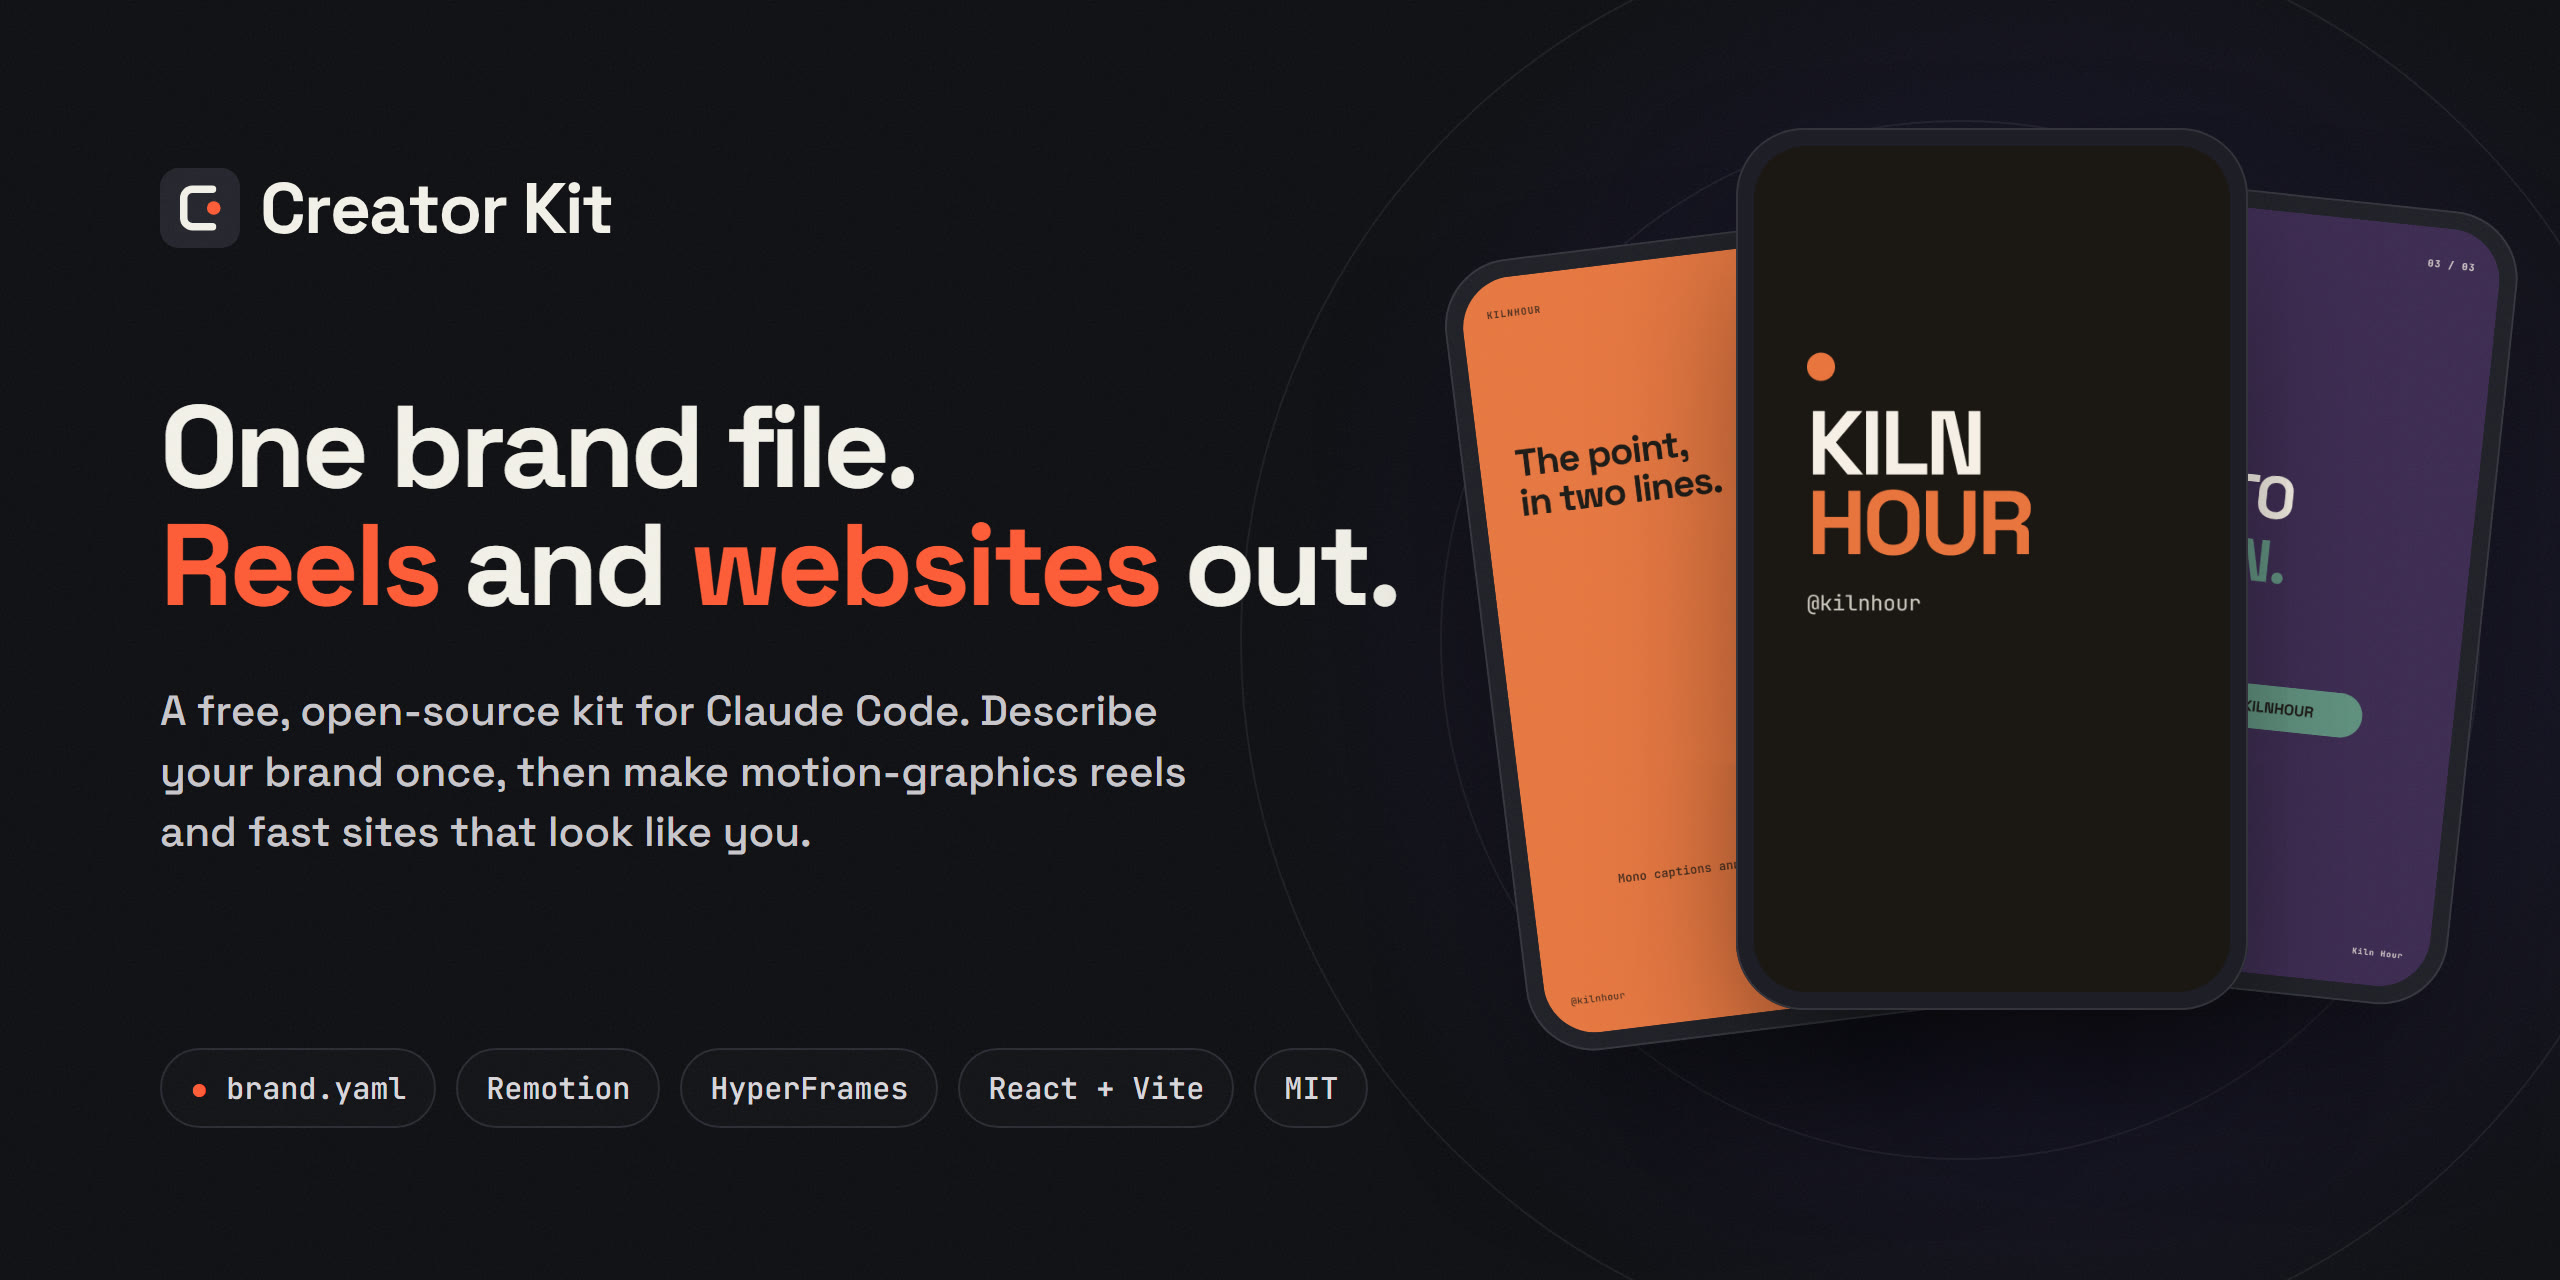 Creator Kit
One brand file.
Reels and websites out.
A free, open-source kit for Claude Code. Describe
your brand once, then make motion-graphics reels
and fast sites that look like you.
brand.yaml
Remotion
HyperFrames
React + Vite
MIT
KILNHOUR
The point,
in two lines.
Mono captions
@kilnhour
KILN
HOUR
@kilnhour
03 / 03
KILNHOUR
Kiln Hour